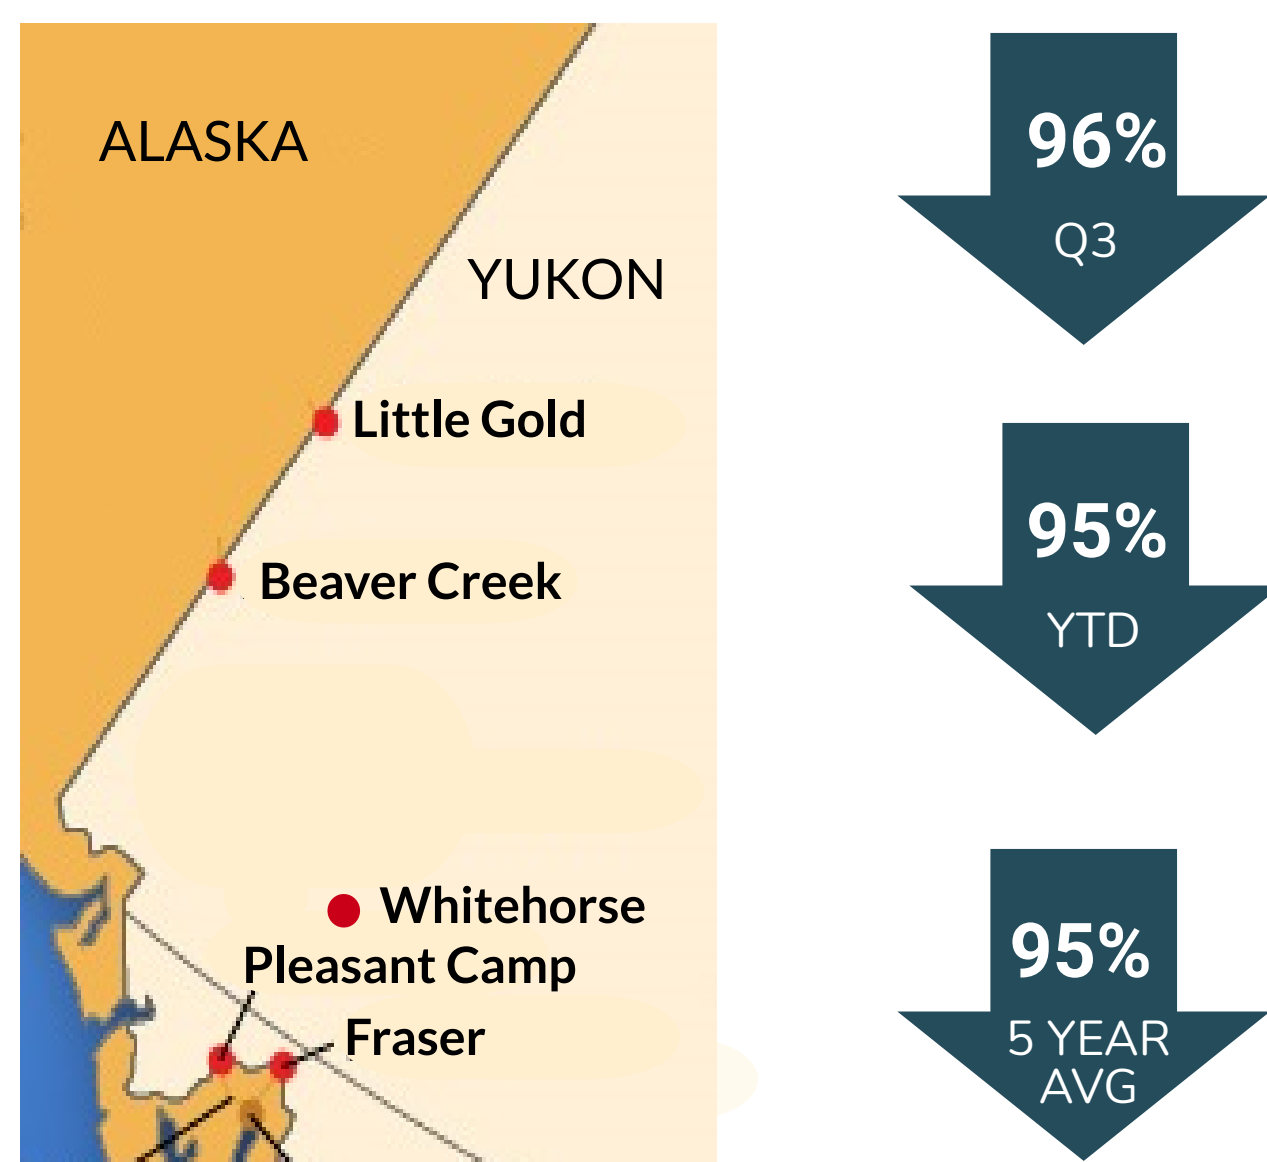 ALASKA
YUKON
Little Gold
Beaver Creek
Whitehorse
Pleasant Camp
Fraser
96%
Q3
95%
YTD
95%
5 YEAR
AVG